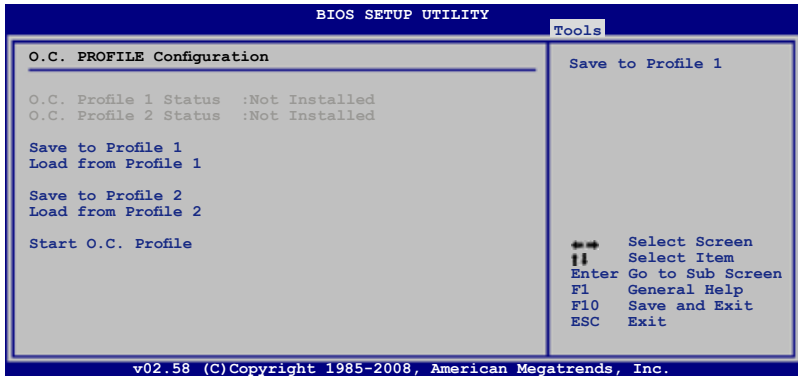 BIOS SETUP UTILITY
Tools
O.C. PROFILE Configuration
O.C. Profile 1 Status :Not Installed
O.C. Profile 2 Status :Not Installed
Save to Profile 1
Load from Profile 1
Save to Profile 2
Load from Profile 2
Start O.C. Profile
Save to Profile 1
Select Screen
Select Item
Enter Go to Sub Screen
F1 General Help
F10 Save and Exit
ESC Exit
v02.58 (C)Copyright 1985-2008, American Megatrends, Inc.